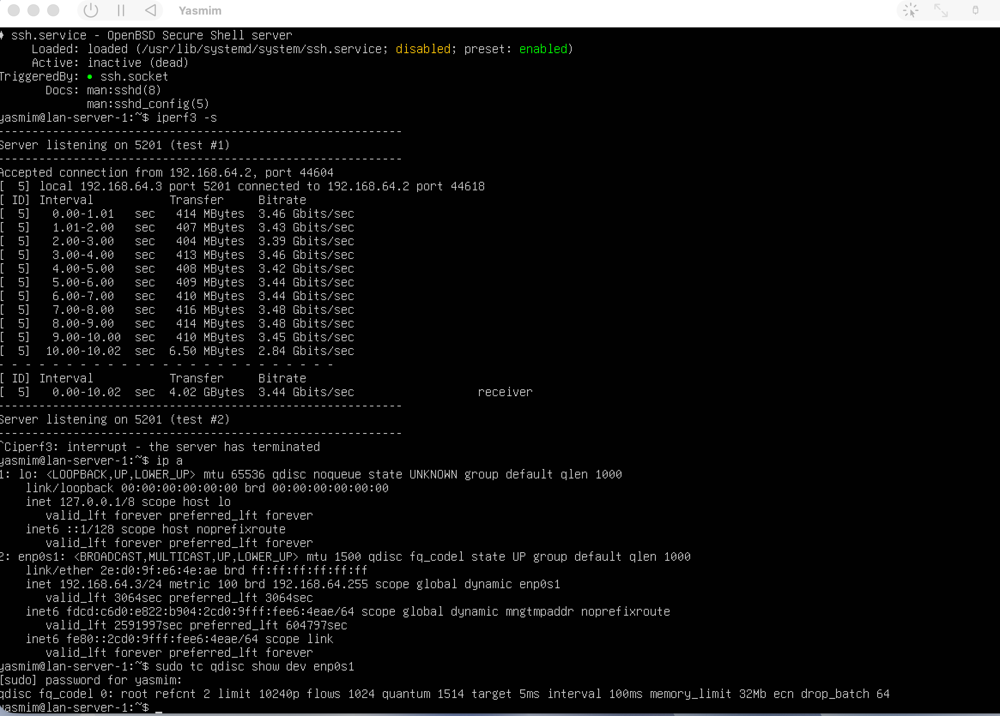 Yasmim
ssh.service - OpenBSD Secure Shell server
Loaded: loaded (/usr/lib/systemd/system/ssh.service; disabled; preset: enabled)
Active: inactive (dead)
TriggeredBy: ● ssh.socket
Docs: man:sshd(8)
man:sshd_config(5)
yasmim@lan-server-1:~$ iperf3 -s
-----------------------------------------------------------
Server listening on 5201 (test #1)
-----------------------------------------------------------
Accepted connection from 192.168.64.2, port 44604
[  5] local 192.168.64.3 port 5201 connected to 192.168.64.2 port 44618
[ ID] Interval           Transfer     Bitrate
[  5]   0.00-1.01   sec   414 MBytes  3.46 Gbits/sec
[  5]   1.01-2.00   sec   407 MBytes  3.43 Gbits/sec
[  5]   2.00-3.00   sec   404 MBytes  3.39 Gbits/sec
[  5]   3.00-4.00   sec   413 MBytes  3.46 Gbits/sec
[  5]   4.00-5.00   sec   408 MBytes  3.42 Gbits/sec
[  5]   5.00-6.00   sec   409 MBytes  3.44 Gbits/sec
[  5]   6.00-7.00   sec   410 MBytes  3.44 Gbits/sec
[  5]   7.00-8.00   sec   416 MBytes  3.48 Gbits/sec
[  5]   8.00-9.00   sec   414 MBytes  3.48 Gbits/sec
[  5]   9.00-10.00  sec   410 MBytes  3.45 Gbits/sec
[  5]  10.00-10.02  sec  6.50 MBytes  2.84 Gbits/sec
- - - - - - - - - - - - - - - - - - - - - - - - -
[ ID] Interval           Transfer     Bitrate
[  5]   0.00-10.02  sec  4.02 GBytes  3.44 Gbits/sec                  receiver
-----------------------------------------------------------
Server listening on 5201 (test #2)
-----------------------------------------------------------
^Ciperf3: interrupt - the server has terminated
yasmim@lan-server-1:~$ ip a
1: lo: <LOOPBACK,UP,LOWER_UP> mtu 65536 qdisc noqueue state UNKNOWN group default qlen 1000
link/loopback 00:00:00:00:00:00 brd 00:00:00:00:00:00
inet 127.0.0.1/8 scope host lo
valid_lft forever preferred_lft forever
inet6 ::1/128 scope host noprefixroute
valid_lft forever preferred_lft forever
2: enp0s1: <BROADCAST,MULTICAST,UP,LOWER_UP> mtu 1500 qdisc fq_codel state UP group default qlen 1000
link/ether 2e:d0:9f:e6:4e:ae brd ff:ff:ff:ff:ff:ff
inet 192.168.64.3/24 metric 100 brd 192.168.64.255 scope global dynamic enp0s1
valid_lft 3064sec preferred_lft 3064sec
inet6 fdcd:c6d0:e822:b904:2cd0:9fff:fee6:4eae/64 scope global dynamic mngtmpaddr noprefixroute
valid_lft 2591997sec preferred_lft 604797sec
inet6 fe80::2cd0:9fff:fee6:4eae/64 scope link
valid_lft forever preferred_lft forever
yasmim@lan-server-1:~$ sudo tc qdisc show dev enp0s1
[sudo] password for yasmim:
qdisc fq_codel 0: root refcnt 2 limit 10240p flows 1024 quantum 1514 target 5ms interval 100ms memory_limit 32Mb ecn drop_batch 64
yasmim@lan-server-1:~$ _